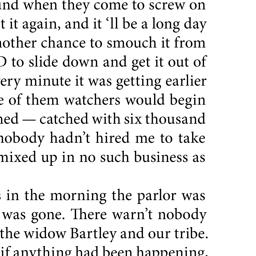 und when they come to screw on
t it again, and it ‘ll be a long day
nother chance to smouch it from
D to slide down and get it out of
ery minute it was getting earlier
e of them watchers would begin
hed — catched with six thousand
nobody hadn’t hired me to take
mixed up in no such business as
in the morning the parlor was
was gone. There warn’t nobody
the widow Bartley and our tribe.
if anything had been happening,